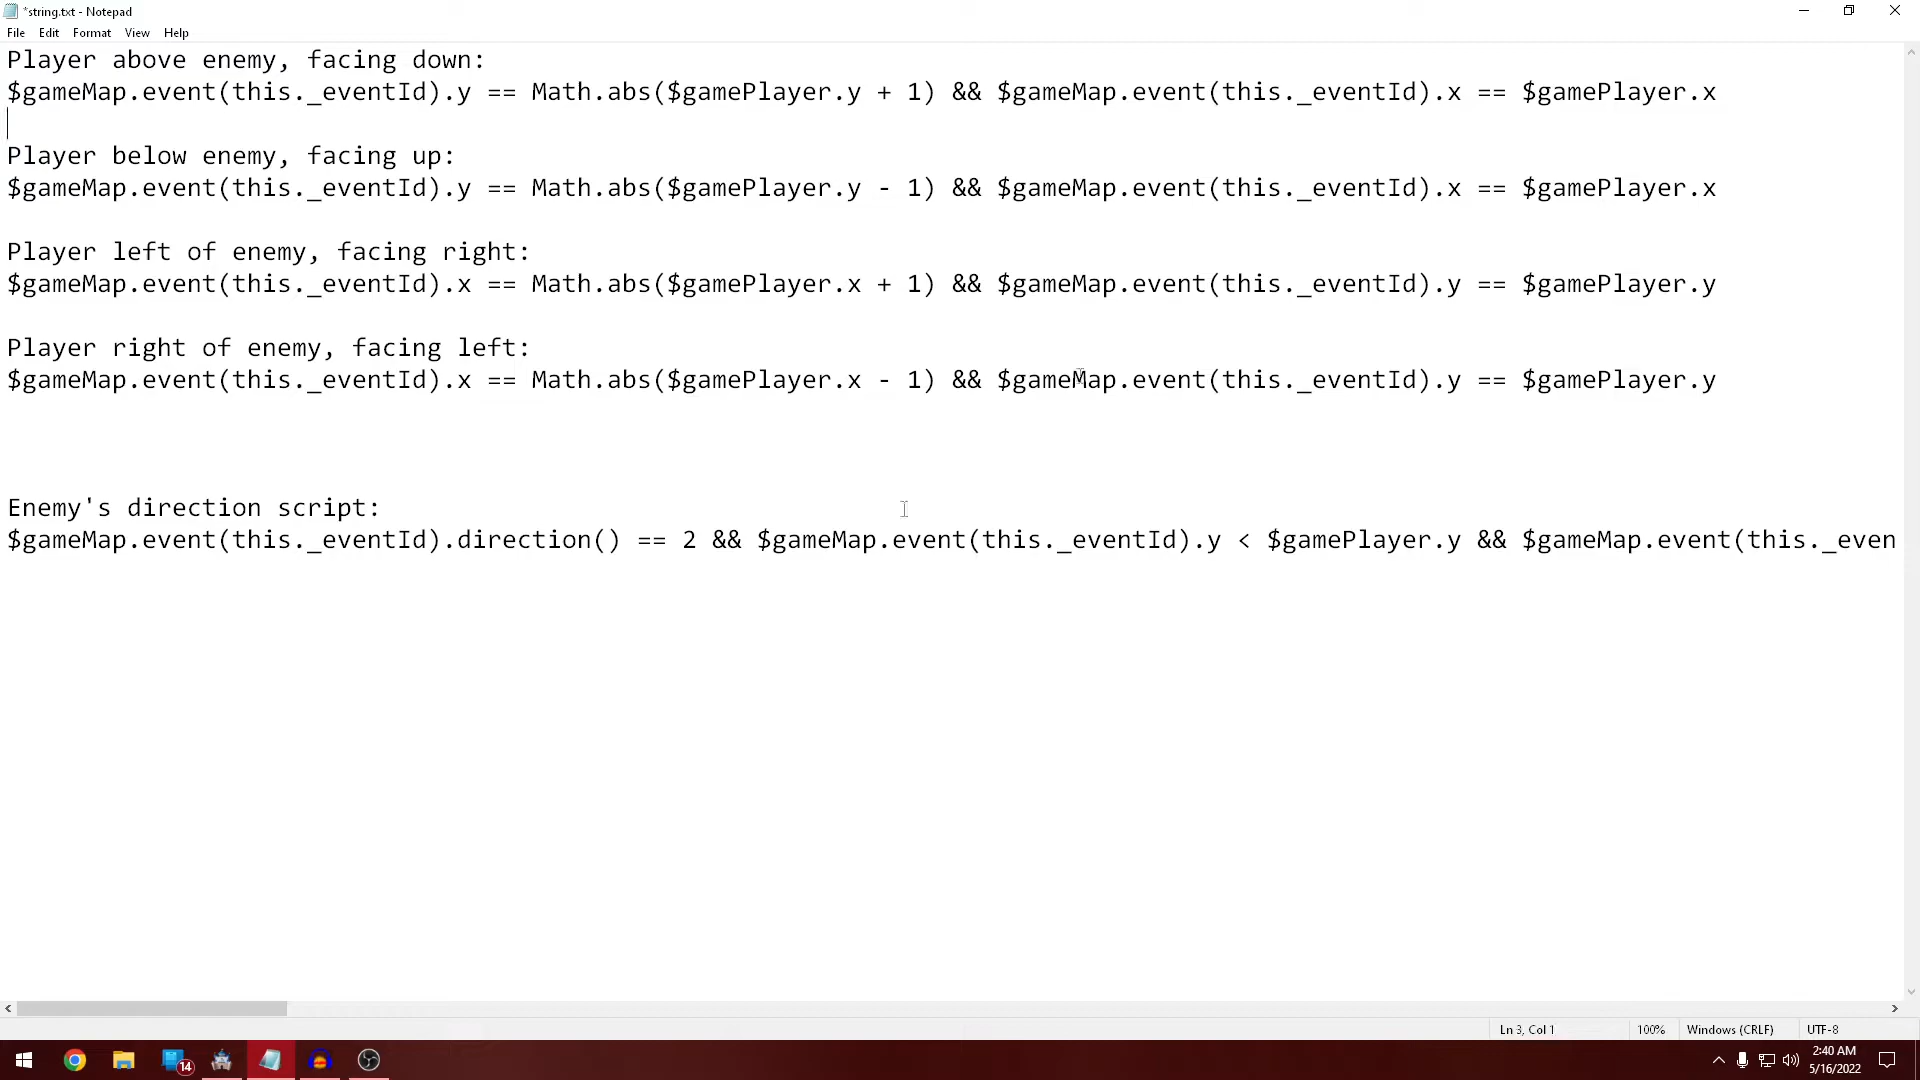 *string.txt - Notepad
File Edit Format View Help
Player above enemy, facing down:
$gameMap.event(this._eventId).y == Math.abs($gamePlayer.y + 1) && $gameMap.event(this._eventId).x == $gamePlayer.x
Player below enemy, facing up:
$gameMap.event(this._eventId).y == Math.abs($gamePlayer.y - 1) && $gameMap.event(this._eventId).x == $gamePlayer.x
Player left of enemy, facing right:
$gameMap.event(this._eventId).x == Math.abs($gamePlayer.x + 1) && $gameMap.event(this._eventId).y == $gamePlayer.y
Player right of enemy, facing left:
$gameMap.event(this._eventId).x == Math.abs($gamePlayer.x - 1) && $gameMap.event(this._eventId).y == $gamePlayer.y
Enemy's direction script:
$gameMap.event(this._eventId).direction() == 2 && $gameMap.event(this._eventId).y < $gamePlayer.y && $gameMap.event(this._even
Ln 3, Col 1 100% Windows (CRLF) UTF-8
14
2:40 AM
5/16/2022